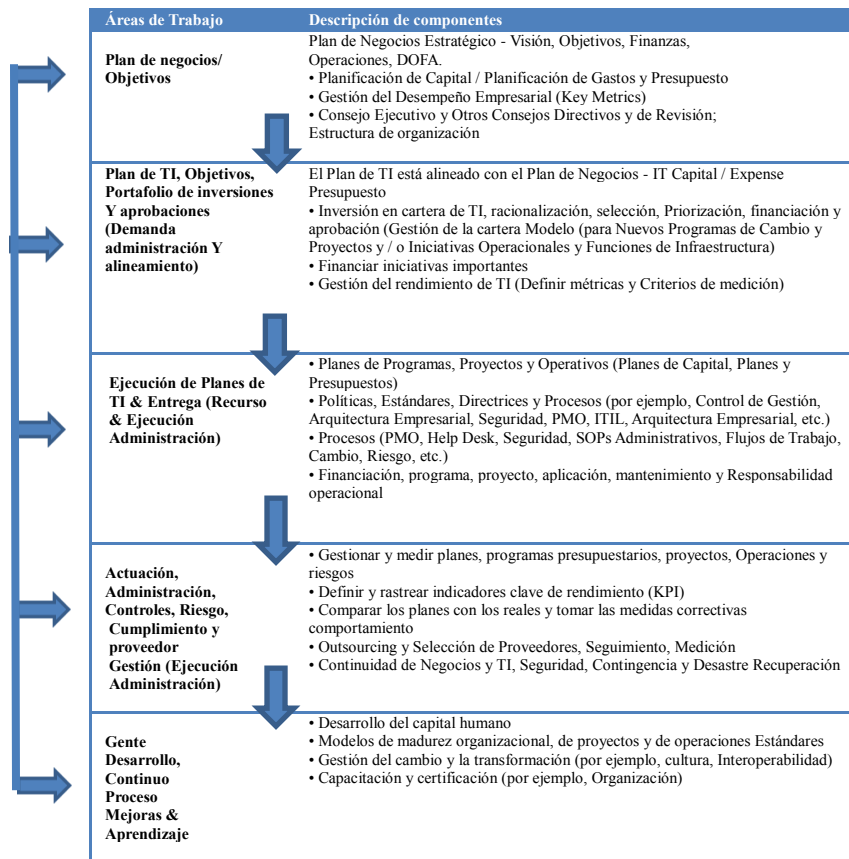 Áreas de Trabajo
Descripción de componentes
Plan de negocios/
Objetivos
Plan de Negocios Estratégico - Visión, Objetivos, Finanzas,
Operaciones, DOFA.
• Planificación de Capital / Planificación de Gastos y Presupuesto
• Gestión del Desempeño Empresarial (Key Metrics)
• Consejo Ejecutivo y Otros Consejos Directivos y de Revisión;
Estructura de organización
Plan de TI, Objetivos,
Portafolio de inversiones
Y aprobaciones
(Demanda
administración Y
alineamiento)
El Plan de TI está alineado con el Plan de Negocios - IT Capital / Expense
Presupuesto
• Inversión en cartera de TI, racionalización, selección, Priorización, financiación y
aprobación (Gestión de la cartera Modelo (para Nuevos Programas de Cambio y
Proyectos y / o Iniciativas Operacionales y Funciones de Infraestructura)
• Financiar iniciativas importantes
• Gestión del rendimiento de TI (Definir métricas y Criterios de medición)
Ejecución de Planes de
TI & Entrega (Recurso
& Ejecución
Administración)
• Planes de Programas, Proyectos y Operativos (Planes de Capital, Planes y
Presupuestos)
• Políticas, Estándares, Directrices y Procesos (por ejemplo, Control de Gestión,
Arquitectura Empresarial, Seguridad, PMO, ITIL, Arquitectura Empresarial, etc.)
• Procesos (PMO, Help Desk, Seguridad, SOPs Administrativos, Flujos de Trabajo,
Cambio, Riesgo, etc.)
• Financiación, programa, proyecto, aplicación, mantenimiento y Responsabilidad
operacional
Actuación,
Administración,
Controles, Riesgo,
Cumplimiento y
proveedor
Gestión (Ejecución
Administración)
• Gestionar y medir planes, programas presupuestarios, proyectos, Operaciones y
riesgos
• Definir y rastrear indicadores clave de rendimiento (KPI)
• Comparar los planes con los reales y tomar las medidas correctivas
comportamiento
• Outsourcing y Selección de Proveedores, Seguimiento, Medición
• Continuidad de Negocios y TI, Seguridad, Contingencia y Desastre Recuperación
Gente
Desarrollo,
Continuo
Proceso
Mejoras &
Aprendizaje
• Desarrollo del capital humano
• Modelos de madurez organizacional, de proyectos y de operaciones Estándares
• Gestión del cambio y la transformación (por ejemplo, cultura, Interoperabilidad)
• Capacitación y certificación (por ejemplo, Organización)